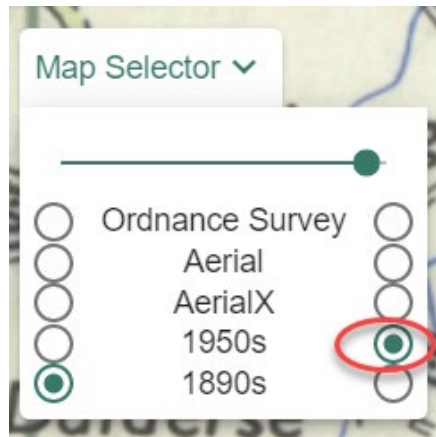 Map Selector
Ordnance Survey
Aerial
AerialX
1950s
1890s